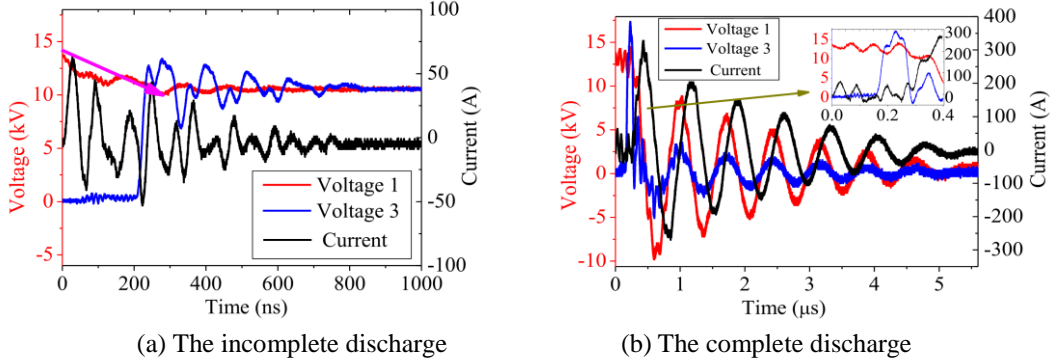 15
10
5
0
-5
Voltage (kV)
100
50
0
-50
-100
Current (A)
Voltage 1
Voltage 3
Current
0 200 400 600 800 1000
Time (ns)
(a) The incomplete discharge
15
10
5
0
-5
-10
Voltage (kV)
400
300
200
100
0
-100
-200
-300
Current (A)
Voltage 1
Voltage 3
Current
15
10
5
0
300
200
100
0
0.0 0.2 0.4
0 1 2 3 4 5
Time (μs)
(b) The complete discharge